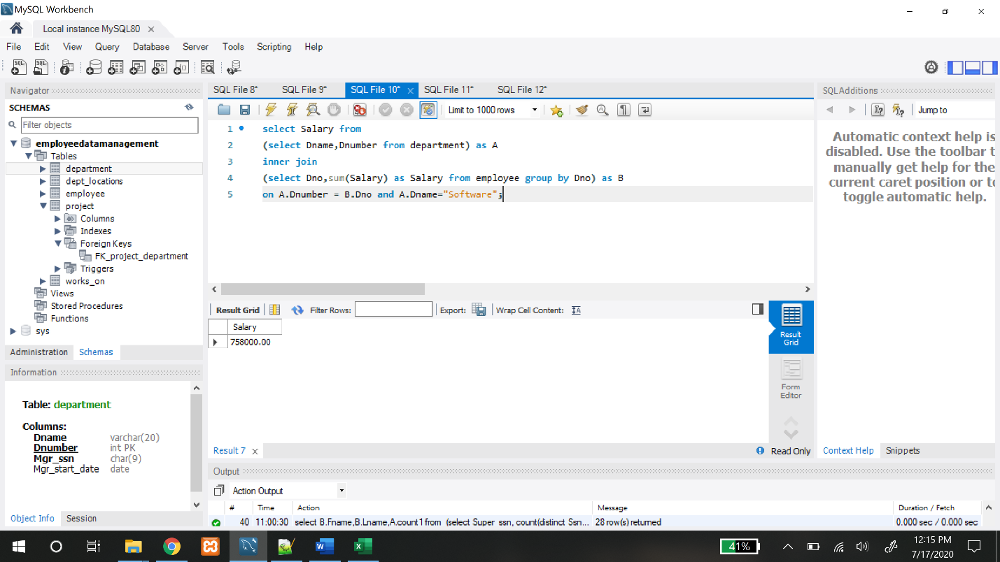 MySQL Workbench
Local instance MySQL80
File Edit View Query Database Server Tools Scripting Help
Navigator
SCHEMAS
Filter objects
employeedatamanagement
Tables
department
dept_locations
employee
project
Columns
Indexes
Foreign Keys
FK_project_department
Triggers
works_on
Views
Stored Procedures
Functions
sys
Administration Schemas
Information
Table: department
Columns:
Dname varchar(20)
Dnumber int PK
Mgr_ssn char(9)
Mgr_start_date date
Object Info Session
SQL File 8* SQL File 9* SQL File 10* SQL File 11* SQL File 12*
Limit to 1000 rows
1 select Salary from
2 (select Dname,Dnumber from department) as A
3 inner join
4 (select Dno,sum(Salary) as Salary from employee group by Dno) as B
5 on A.Dnumber = B.Dno and A.Dname="Software";
Result Grid Filter Rows: Export: Wrap Cell Content:
Salary
758000.00
Result
Grid
Form
Editor
Result 7 Read Only
SQLAdditions
Jump to
Automatic context help is
disabled. Use the toolbar t
manually get help for the
current caret position or to
toggle automatic help.
Context Help Snippets
Output
Action Output
# Time Action Message Duration / Fetch
40 11:00:30 select B.Fname,B.Lname,A.count1 from (select Super_ssn, count(distinct Ssn... 28 row(s) returned 0.000 sec / 0.000 sec
41%
12:15 PM
7/17/2020